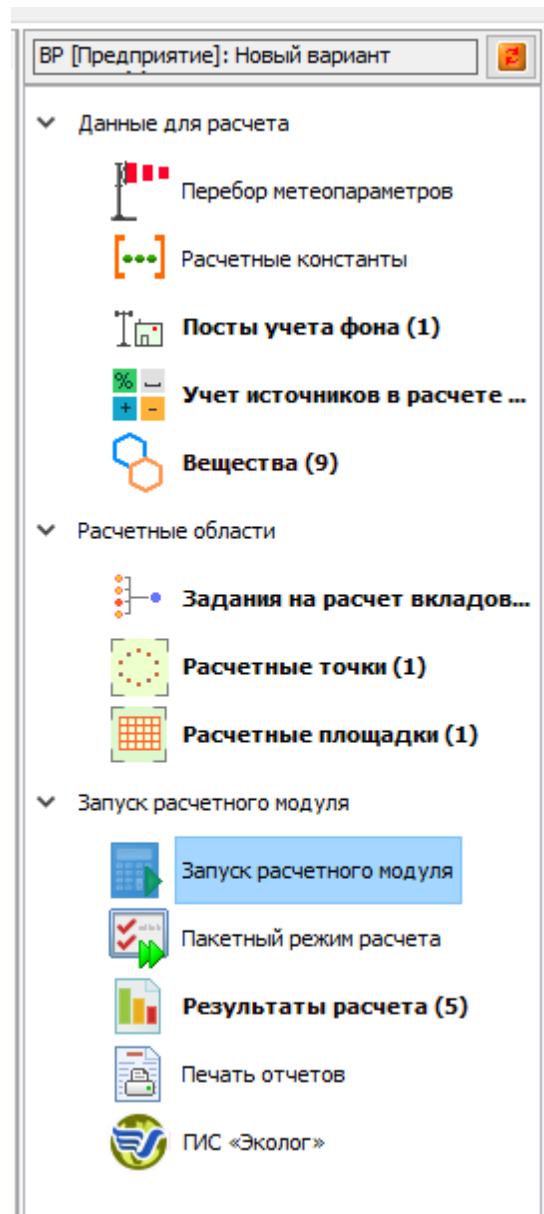 ВР [Предприятие]: Новый вариант
Данные для расчета
Перебор метеопараметров
Расчетные константы
Посты учета фона (1)
Учет источников в расчете ...
Вещества (9)
Расчетные области
Задания на расчет вкладов...
Расчетные точки (1)
Расчетные площадки (1)
Запуск расчетного модуля
Запуск расчетного модуля
Пакетный режим расчета
Результаты расчета (5)
Печать отчетов
ГИС «Эколог»